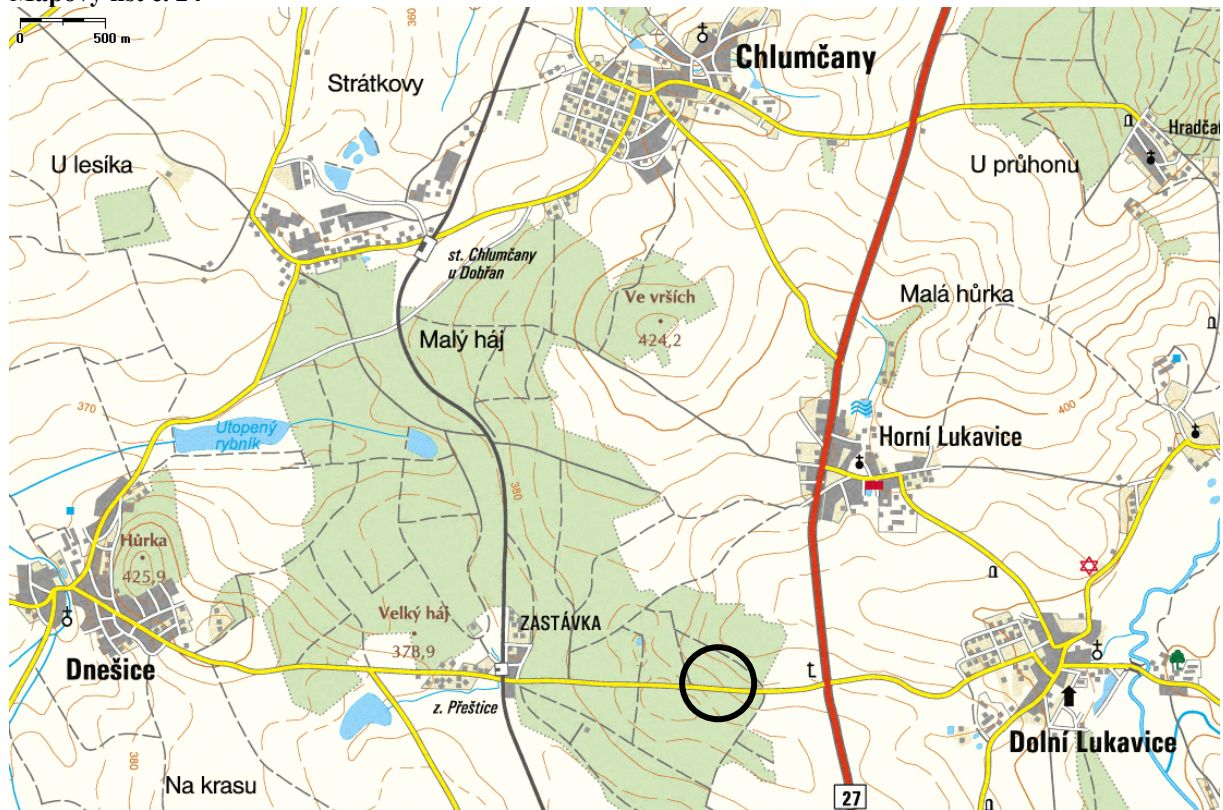 Mapový list č. 24
0 500 m
360
Chlumčany
Strátkovy
U lesíka
U průhonu
st. Chlumčany
u Dobřan
Ve vrších
424,2
Malá hůrka
Malý háj
370
400
Utopený
rybník
Horní Lukavice
380
Hůrka
425,9
Velký háj
378,9
ZASTÁVKA
Dnešice
z. Přeštice
Dolní Lukavice
380
Na krasu
27